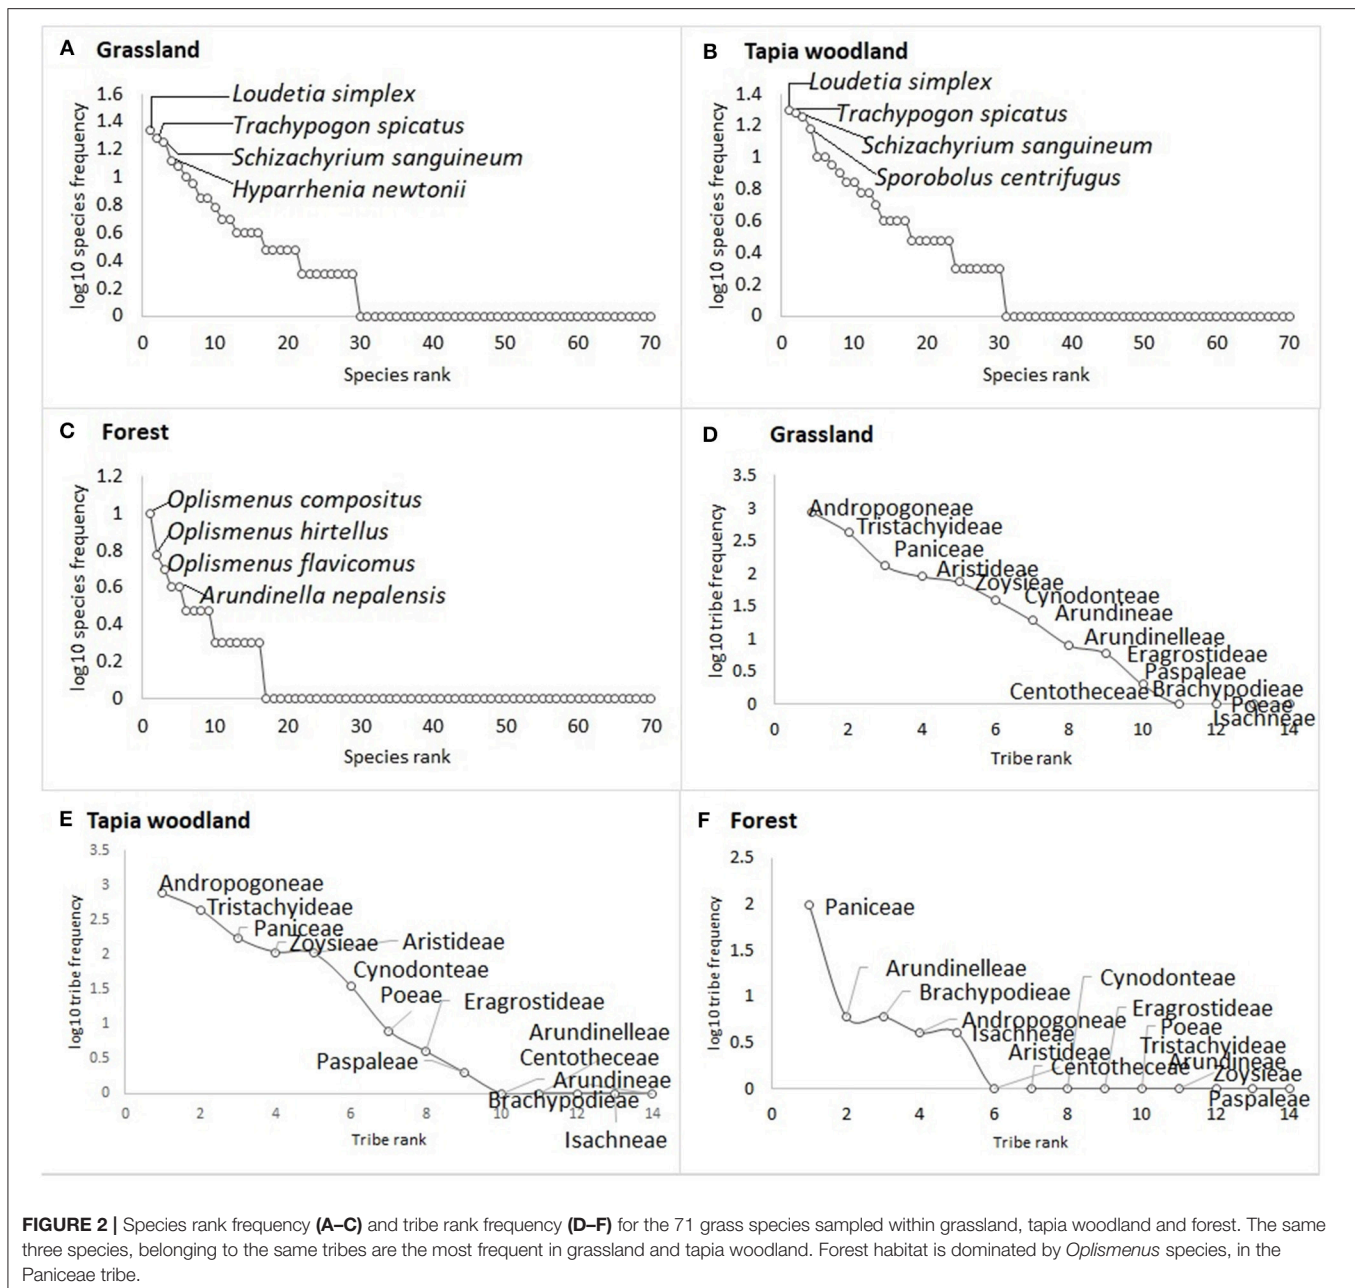 A Grassland
Loudetia simplex
Trachypogon spicatus
Schizachyrium sanguineum
Hyparrhenia newtonii
log10 species frequency
1.6
1.4
1.2
1
0.8
0.6
0.4
0.2
0
0 10 20 30 40 50 60 70
Species rank
B Tapia woodland
Loudetia simplex
Trachypogon spicatus
Schizachyrium sanguineum
Sporobolus centrifugus
log10 species frequency
1.4
1.2
1
0.8
0.6
0.4
0.2
0
0 10 20 30 40 50 60 70
Species rank
C Forest
Oplismenus compositus
Oplismenus hirtellus
Oplismenus flavicomus
Arundinella nepalensis
log10 species frequency
1.2
1
0.8
0.6
0.4
0.2
0
0 10 20 30 40 50 60 70
Species rank
D Grassland
Andropogoneae
Tristachyideae
Paniceae
Aristideae
Zoysieae
Cynodonteae
Arundineae
Arundinelleae
Eragrostideae
Paspaleae
Centotheceae Brachypodieae
Poeae
Isachneae
log10 tribe frequency
3.5
3
2.5
2
1.5
1
0.5
0
0 2 4 6 8 10 12 14
Tribe rank
E Tapia woodland
Andropogoneae
Tristachyideae
Paniceae
Zoysieae Aristideae
Cynodonteae
Poeae Eragrostideae
Arundinelleae
Paspaleae Centotheceae
Arundineae
Brachypodieae
Isachneae
log10 tribe frequency
3.5
3
2.5
2
1.5
1
0.5
0
0 2 4 6 8 10 12 14
Tribe rank
F Forest
Paniceae
Arundinelleae Cynodonteae
Brachypodieae
Andropogoneae Eragrostideae
Isachneae Poeae
Aristideae Tristachyideae
Centotheceae Arundineae
Zoysieae
Paspaleae
log10 tribe frequency
2.5
2
1.5
1
0.5
0
0 2 4 6 8 10 12 14
Tribe rank
FIGURE 2 | Species rank frequency (A–C) and tribe rank frequency (D–F) for the 71 grass species sampled within grassland, tapia woodland and forest. The same
three species, belonging to the same tribes are the most frequent in grassland and tapia woodland. Forest habitat is dominated by Oplismenus species, in the
Paniceae tribe.